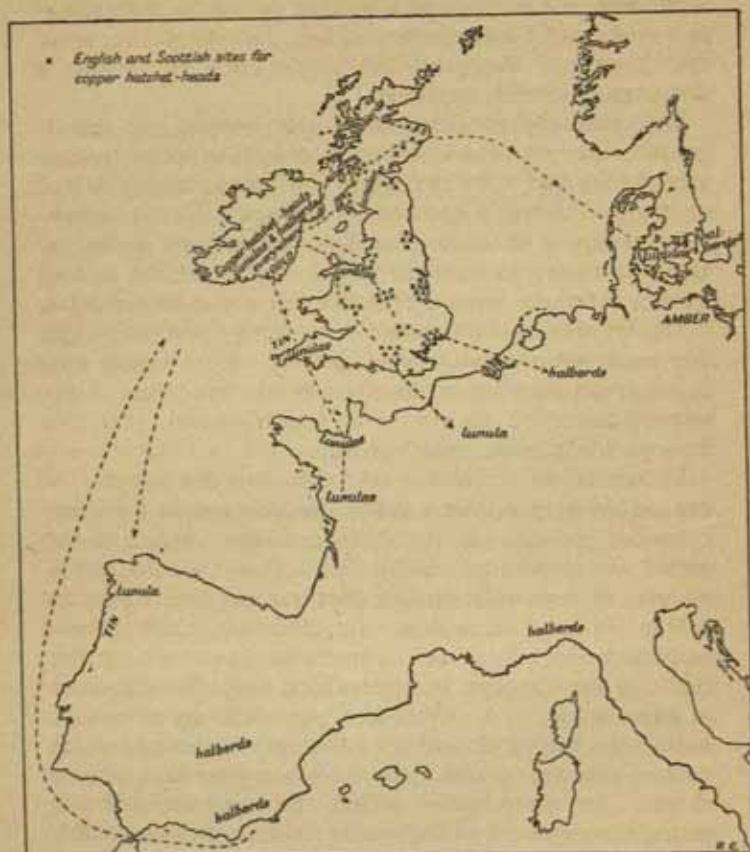 English and Scottish sites for
copper hatchet-heads
AMBER
TIN
halberds
lunula
Lunulae
lunulae
Lunula
TIN
halberds
halberds
halberds